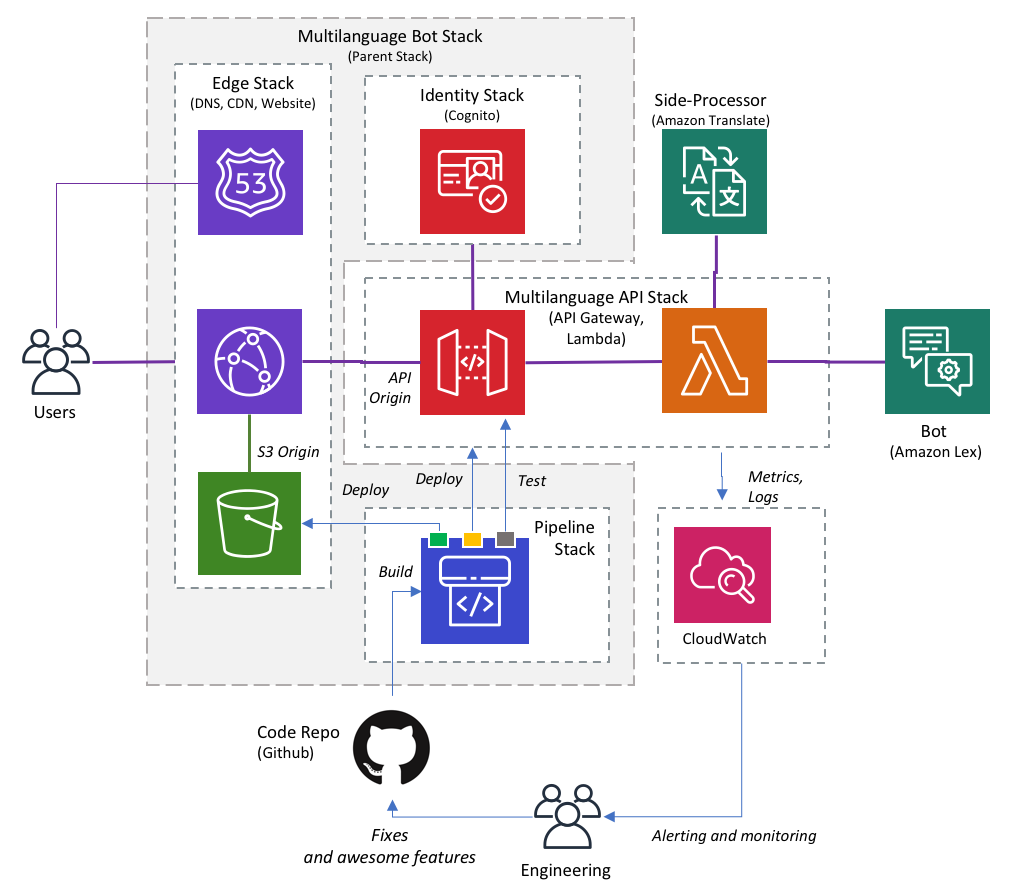 Multilanguage Bot Stack
(Parent Stack)
Edge Stack
(DNS, CDN, Website)
53
Identity Stack
(Cognito)
Side-Processor
(Amazon Translate)
A
文
Users
Multilanguage API Stack
(API Gateway,
Lambda)
</>
API
Origin
Bot
(Amazon Lex)
S3 Origin
Deploy
Deploy
Test
Metrics,
Logs
Pipeline
Stack
Build
</>
CloudWatch
Code Repo
(Github)
Fixes
and awesome features
Engineering
Alerting and monitoring